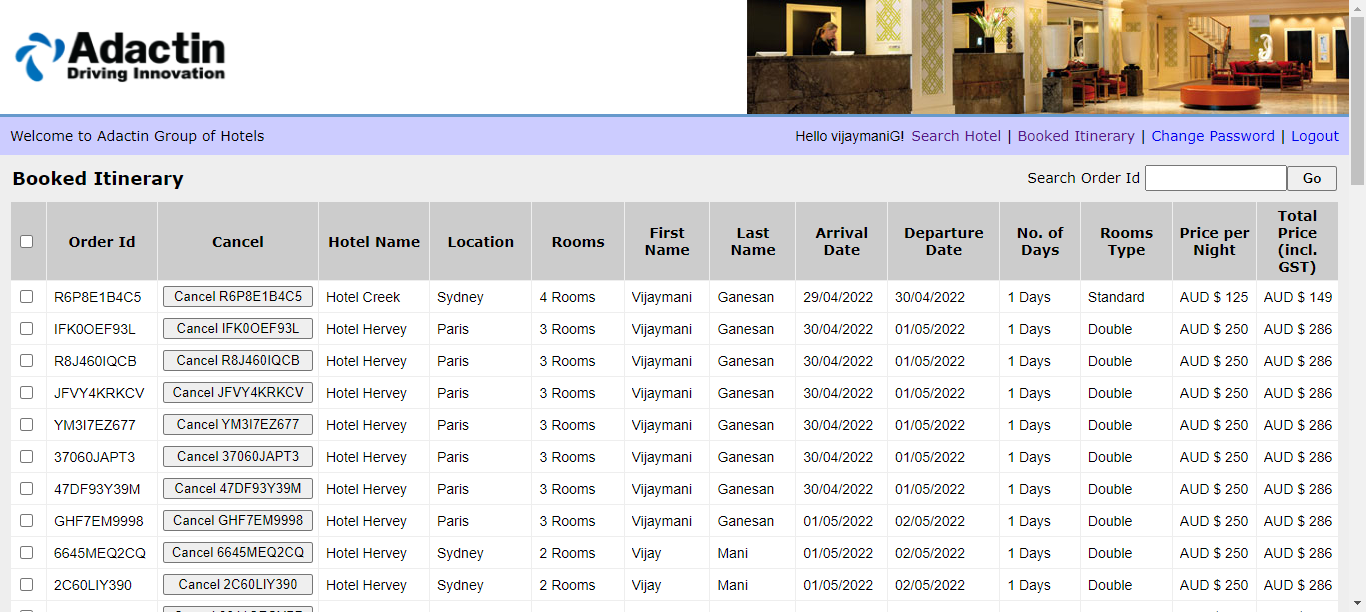 Adactin
Driving Innovation
Welcome to Adactin Group of Hotels Hello vijaymaniG! Search Hotel | Booked Itinerary | Change Password | Logout
Booked Itinerary Search Order Id Go
Order Id Cancel Hotel Name Location Rooms First Name Last Name Arrival Date Departure Date No. of Days Rooms Type Price per Night Total Price (incl. GST)
R6P8E1B4C5 Cancel R6P8E1B4C5 Hotel Creek Sydney 4 Rooms Vijaymani Ganesan 29/04/2022 30/04/2022 1 Days Standard AUD $ 125 AUD $ 149
IFK0OEF93L Cancel IFK0OEF93L Hotel Hervey Paris 3 Rooms Vijaymani Ganesan 30/04/2022 01/05/2022 1 Days Double AUD $ 250 AUD $ 286
R8J460IQCB Cancel R8J460IQCB Hotel Hervey Paris 3 Rooms Vijaymani Ganesan 30/04/2022 01/05/2022 1 Days Double AUD $ 250 AUD $ 286
JFVY4KRKCV Cancel JFVY4KRKCV Hotel Hervey Paris 3 Rooms Vijaymani Ganesan 30/04/2022 01/05/2022 1 Days Double AUD $ 250 AUD $ 286
YM3I7EZ677 Cancel YM3I7EZ677 Hotel Hervey Paris 3 Rooms Vijaymani Ganesan 30/04/2022 01/05/2022 1 Days Double AUD $ 250 AUD $ 286
37060JAPT3 Cancel 37060JAPT3 Hotel Hervey Paris 3 Rooms Vijaymani Ganesan 30/04/2022 01/05/2022 1 Days Double AUD $ 250 AUD $ 286
47DF93Y39M Cancel 47DF93Y39M Hotel Hervey Paris 3 Rooms Vijaymani Ganesan 30/04/2022 01/05/2022 1 Days Double AUD $ 250 AUD $ 286
GHF7EM9998 Cancel GHF7EM9998 Hotel Hervey Paris 3 Rooms Vijaymani Ganesan 01/05/2022 02/05/2022 1 Days Double AUD $ 250 AUD $ 286
6645MEQ2CQ Cancel 6645MEQ2CQ Hotel Hervey Sydney 2 Rooms Vijay Mani 01/05/2022 02/05/2022 1 Days Double AUD $ 250 AUD $ 286
2C60LIY390 Cancel 2C60LIY390 Hotel Hervey Sydney 2 Rooms Vijay Mani 01/05/2022 02/05/2022 1 Days Double AUD $ 250 AUD $ 286